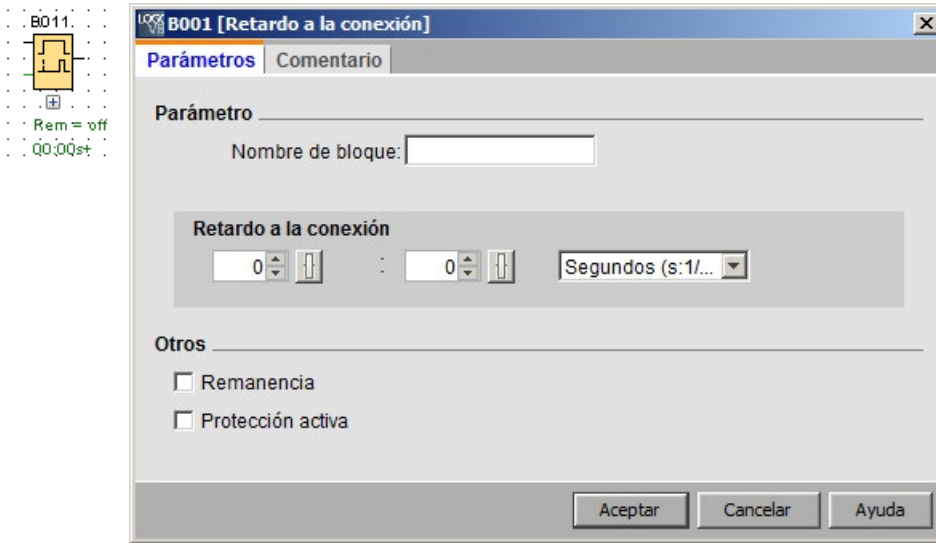 B011
Rem = off
00:00s+
B001 [Retardo a la conexión]
Parámetros Comentario
Parámetro
Nombre de bloque:
Retardo a la conexión
0 : 0 Segundos (s:1/...
Otros
Remanencia
Protección activa
Aceptar Cancelar Ayuda